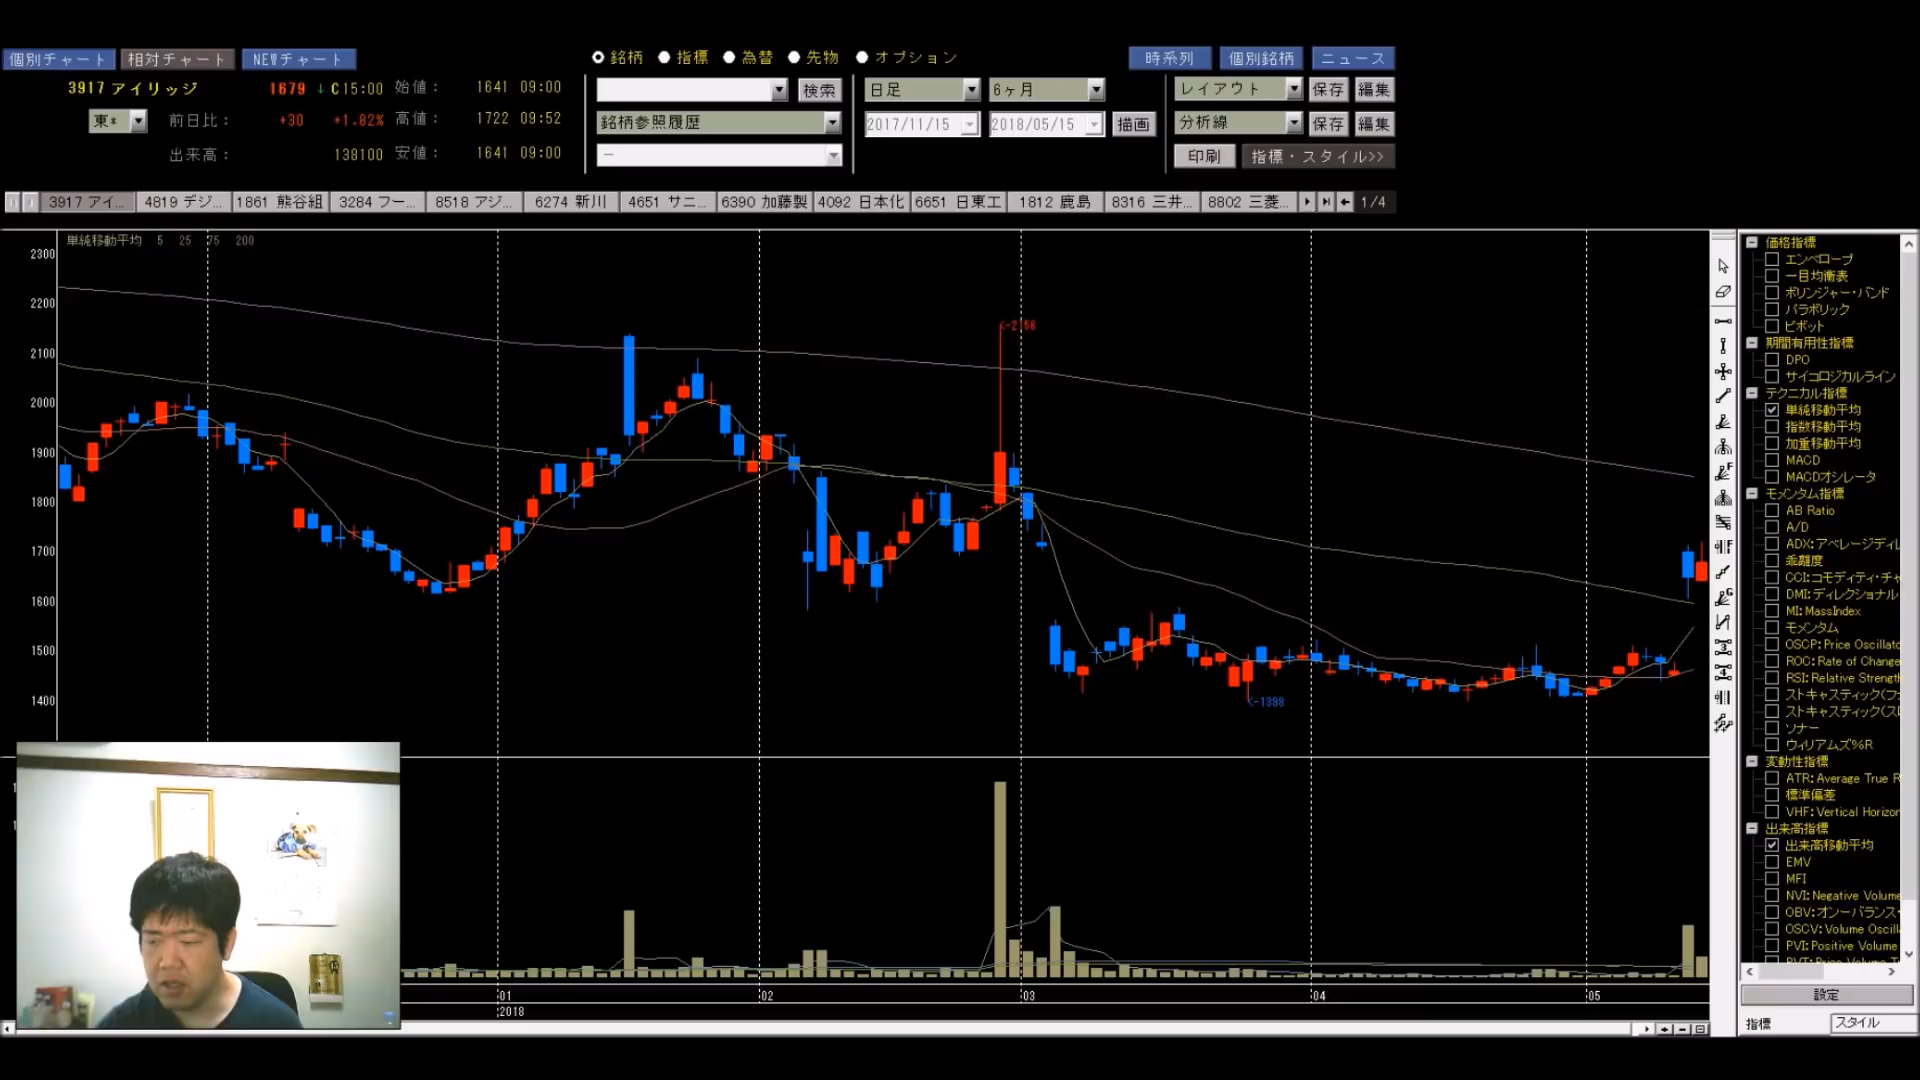 個別チャート 相対チャート NEWチャート
銘柄 指標 為替 先物 オプション
時系列 個別銘柄 ニュース
3917 アイリッジ 1679 ↓ C15:00 始値： 1641 09:00
検索 日足 6ヶ月 レイアウト 保存 編集
東* 前日比： +30 +1.82% 高値： 1722 09:52
銘柄参照履歴 2017/11/15 2018/05/15 描画 分析線 保存 編集
出来高： 138100 安値： 1641 09:00
— 印刷 指標・スタイル>>
3917 アイ... 4819 デジ... 1861 熊谷組 3284 フー... 8518 アジ... 6274 新川 4651 サニ... 6390 加藤製 4092 日本化 6651 日東工 1812 鹿島 8316 三井... 8802 三菱... 1/4
単純移動平均 5 25 75 200
2300
2200
2100
2000
1900
1800
1700
1600
1500
1400
<-2156
<-1398
01 02 03 04 05
2018
価格指標
エンベロープ
一目均衡表
ボリンジャー・バンド
パラボリック
ピボット
期間有用性指標
DPO
サイコロジカルライン
テクニカル指標
単純移動平均
指数移動平均
加重移動平均
MACD
MACDオシレータ
モメンタム指標
AB Ratio
A/D
ADX:アベレージディレ
乖離度
CCI:コモディティ・チャ
DMI:ディレクショナル
MI:MassIndex
モメンタム
OSCP:Price Oscillato
ROC:Rate of Change
RSI:Relative Strengt
ストキャスティック(フ
ストキャスティック(ス
ソナー
ウィリアムズ%R
変動性指標
ATR:Average True R
標準偏差
VHF:Vertical Horizon
出来高指標
出来高移動平均
EMV
MFI
NVI:Negative Volume
OBV:オンーバランス・
OSCV:Volume Oscill
PVI:Positive Volume
設定
指標 スタイル